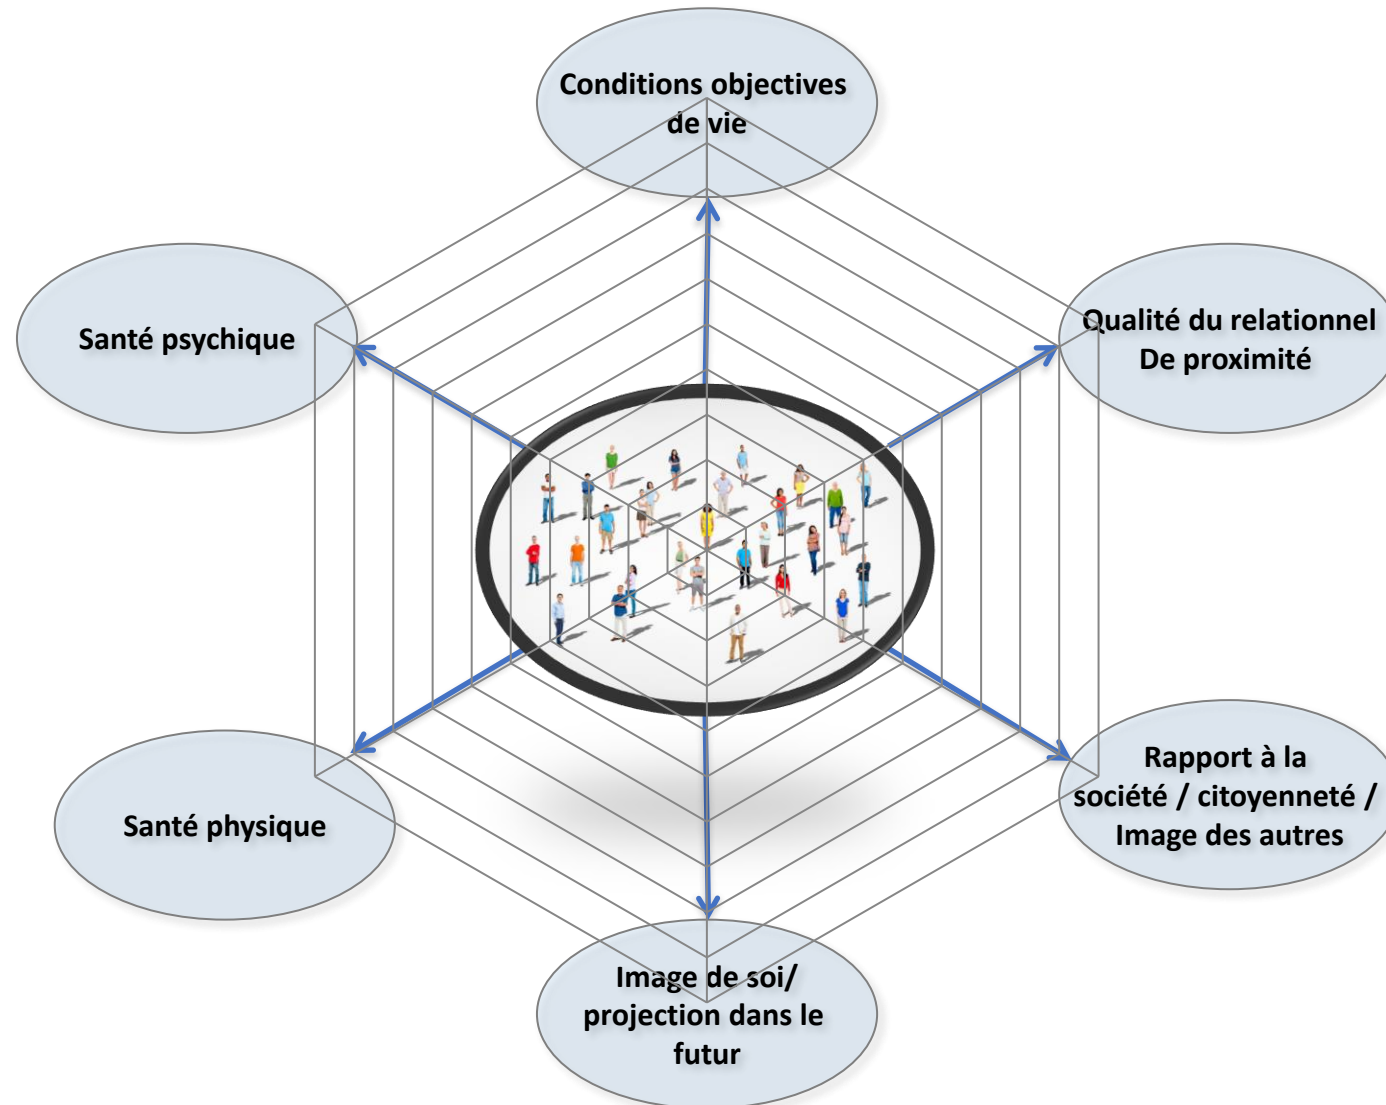 Conditions objectives
de vie
Santé psychique
Qualité du relationnel
De proximité
Santé physique
Rapport à la
société / citoyenneté /
Image des autres
Image de soi/
projection dans le
futur